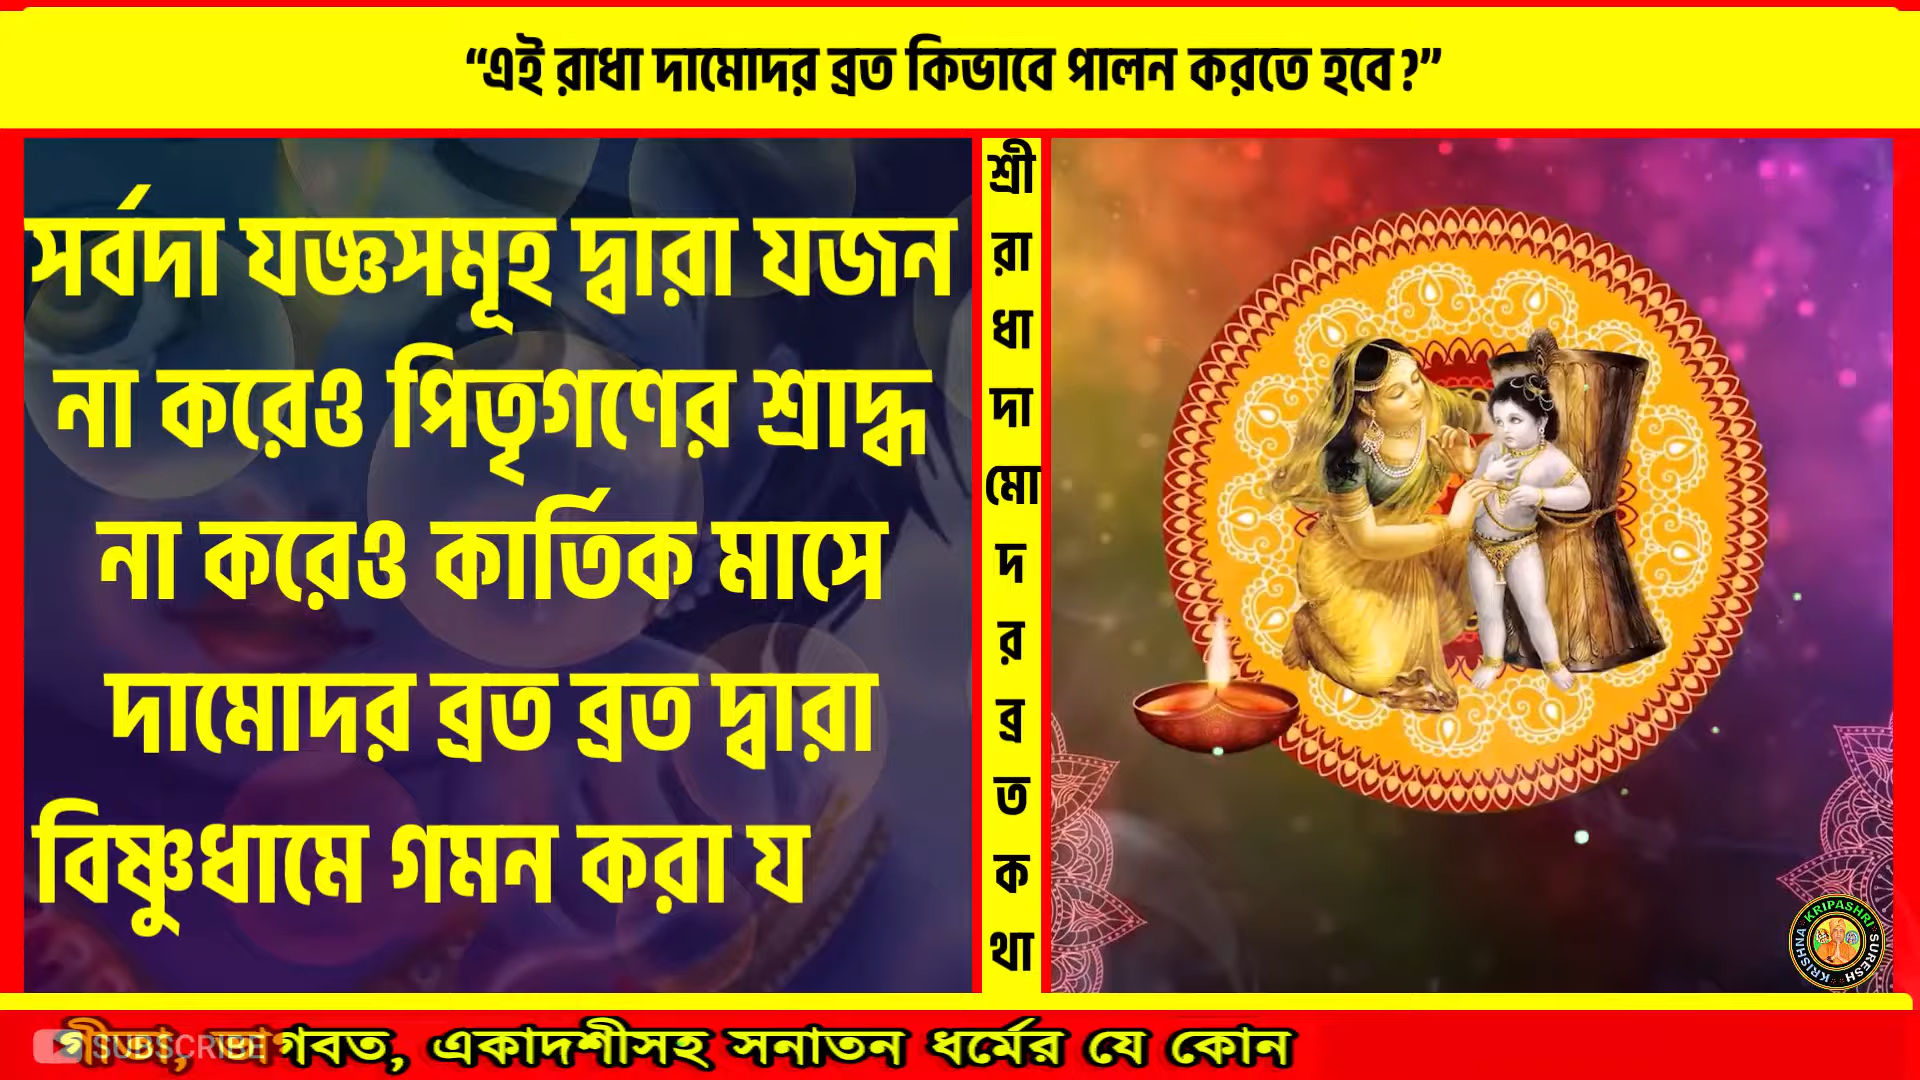 “এই রাধা দামোদর ব্রত কিভাবে পালন করতে হবে?”
সর্বদা যজ্ঞসমূহ দ্বারা যজন
না করেও পিতৃগণের শ্রাদ্ধ
না করেও কার্তিক মাসে
দামোদর ব্রত ব্রত দ্বারা
বিষ্ণুধামে গমন করা য
শ্রী
রা
ধা
দা
মো
দ
র
ব্র
ত
ক
থা
KRISHNA KRIPASHRI SURESH
গীতা, ভাগবত, একাদশীসহ সনাতন ধর্মের যে কোন
SUBSCRIBE